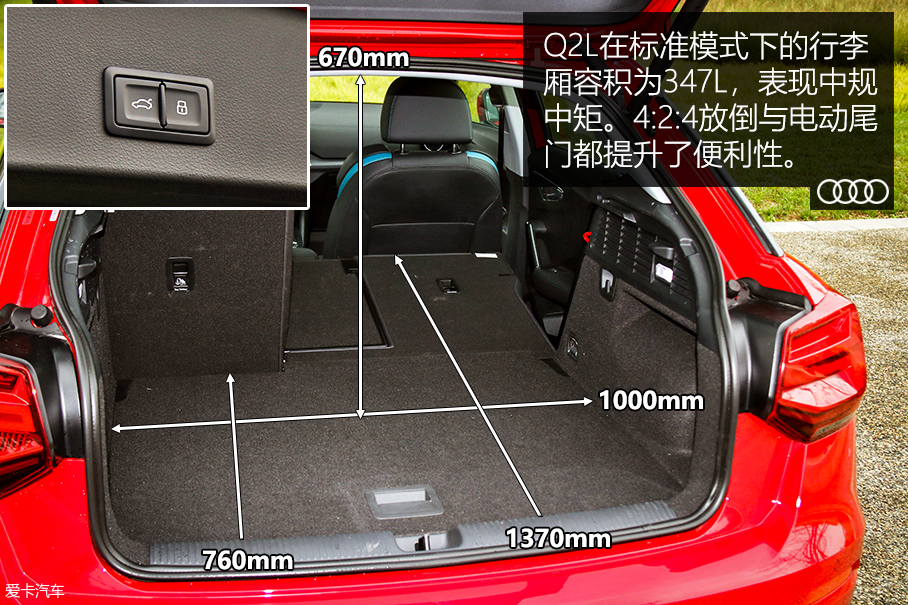 670mm
Q2L在标准模式下的行李
厢容积为347L，表现中规
中矩。4:2:4放倒与电动尾
门都提升了便利性。
1000mm
1370mm
760mm
爱卡汽车